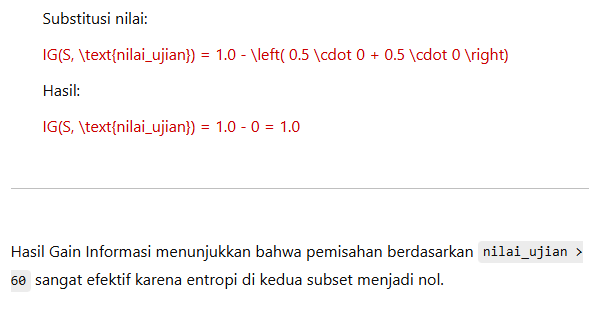 Substitusi nilai:
IG(S, \text{nilai_ujian}) = 1.0 - \left( 0.5 \cdot 0 + 0.5 \cdot 0 \right)
Hasil:
IG(S, \text{nilai_ujian}) = 1.0 - 0 = 1.0
Hasil Gain Informasi menunjukkan bahwa pemisahan berdasarkan nilai_ujian >
60 sangat efektif karena entropi di kedua subset menjadi nol.